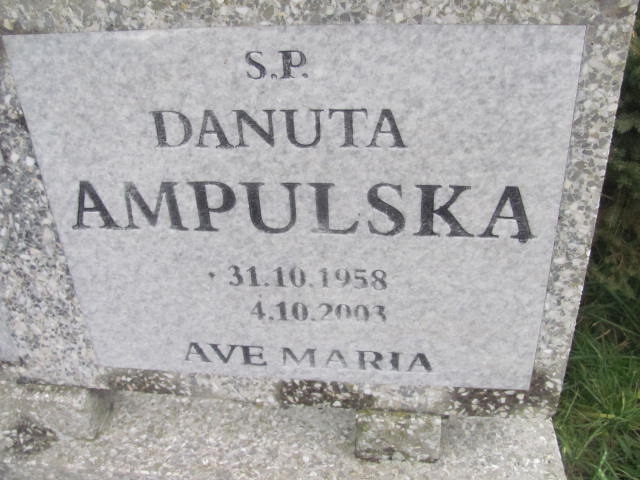 S.P.
DANUTA
AMPULSKA
31.10.1958
4.10.2003
AVE MARIA